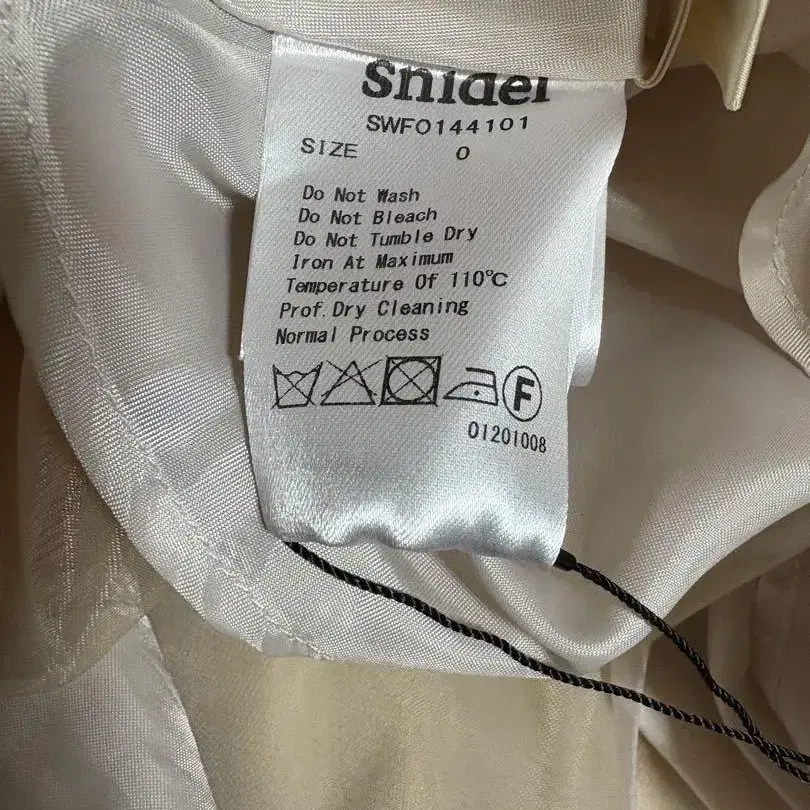 snidel
SWFO144101
SIZE 0
Do Not Wash
Do Not Bleach
Do Not Tumble Dry
Iron At Maximum
Temperature Of 110℃
Prof.Dry Cleaning
Normal Process
F
01201008